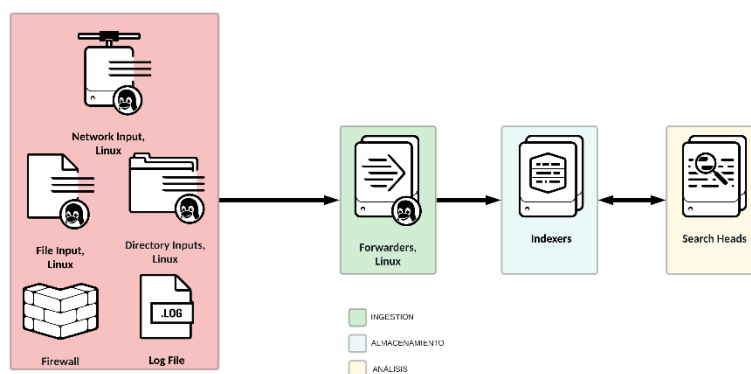 Network Input,
Linux
File Input,
Linux
Directory Inputs,
Linux
Firewall
.LOG
Log File
Forwarders,
Linux
Indexers
Search Heads
INGESTION
ALMACENAMIENTO
ANÁLISIS